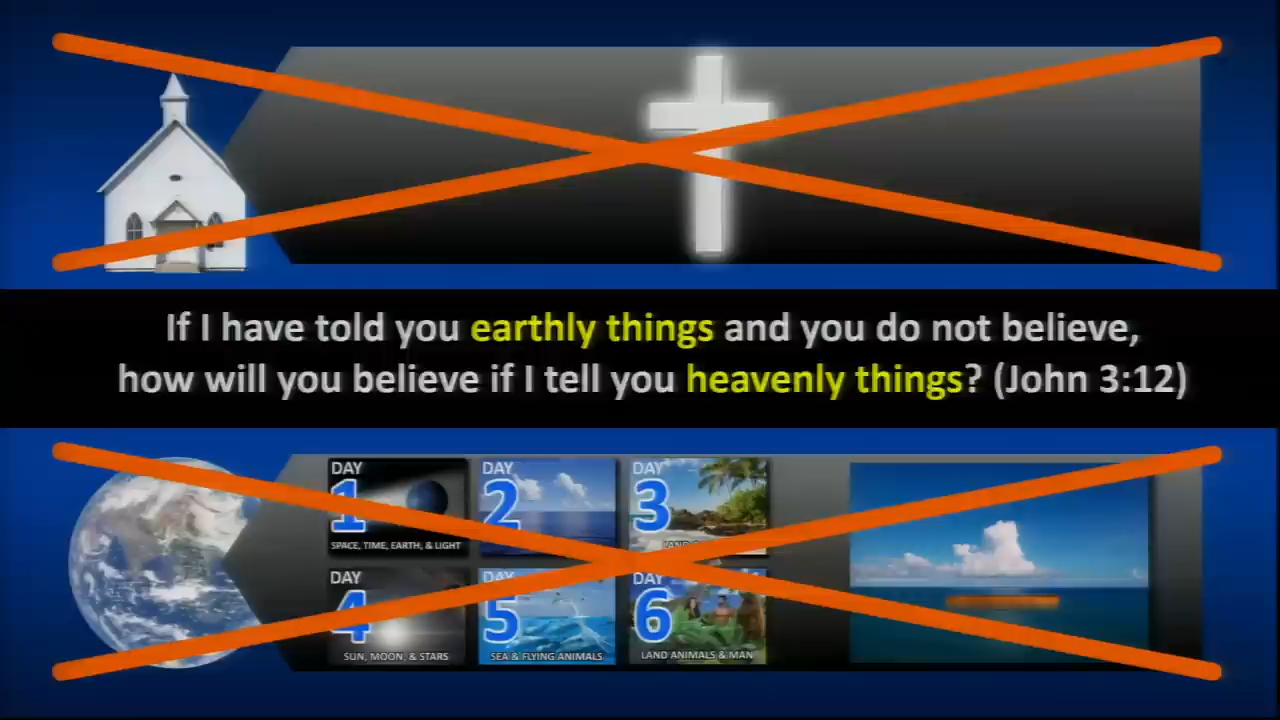 If I have told you earthly things and you do not believe,
how will you believe if I tell you heavenly things? (John 3:12)
DAY
1
SPACE, TIME, EARTH, & LIGHT
DAY
2
DAY
3
DAY
4
SUN, MOON, & STARS
DAY
5
SEA & FLYING ANIMALS
DAY
6
LAND ANIMALS & MAN